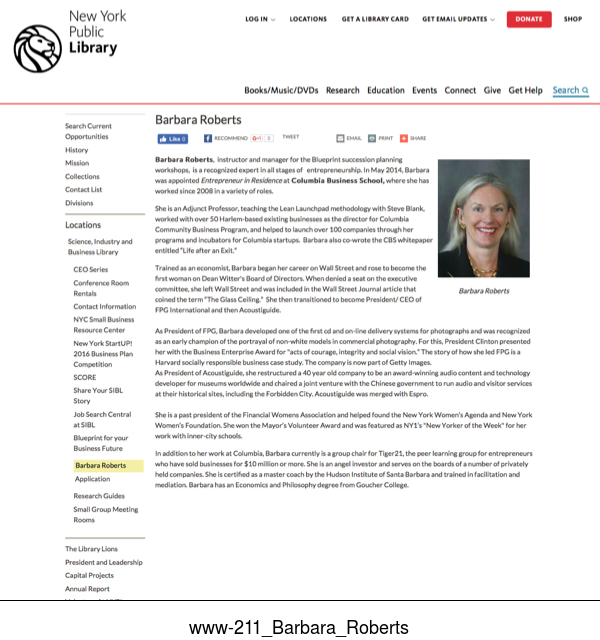 New York
Public
Library
LOG IN
LOCATIONS
GET A LIBRARY CARD
GET EMAIL UPDATES
DONATE
SHOP
Books/Music/DVDs Research Education Events Connect Give Get Help Search
Search Current
Opportunities
History
Mission
Collections
Contact List
Divisions
Locations
Science, Industry and
Business Library
CEO Series
Conference Room
Rentals
Contact Information
NYC Small Business
Resource Center
New York StartUP!
2016 Business Plan
Competition
SCORE
Share Your SIBL
Story
Job Search Central
at SIBL
Blueprint for your
Business Future
Barbara Roberts
Application
Research Guides
Small Group Meeting
Rooms
The Library Lions
President and Leadership
Capital Projects
Annual Report
Barbara Roberts
Like 0
RECOMMEND
G+1
TWEET
EMAIL
PRINT
SHARE
Barbara Roberts, instructor and manager for the Blueprint succession planning
workshops, is a recognized expert in all stages of entrepreneurship. In May 2014, Barbara
was appointed Entrepreneur in Residence at Columbia Business School, where she has
worked since 2008 in a variety of roles.
She is an Adjunct Professor, teaching the Lean Launchpad methodology with Steve Blank,
worked with over 50 Harlem-based existing businesses as the director for Columbia
Community Business Program, and helped to launch over 100 companies through her
programs and incubators for Columbia startups. Barbara also co-wrote the CBS whitepaper
entitled "Life after an Exit."
Trained as an economist, Barbara began her career on Wall Street and rose to become the
first woman on Dean Witter's Board of Directors. When denied a seat on the executive
committee, she left Wall Street and was included in the Wall Street Journal article that
coined the term "The Glass Ceiling." She then transitioned to become President/ CEO of
FPG International and then Acoustiguide.
Barbara Roberts
As President of FPG, Barbara developed one of the first cd and on-line delivery systems for photographs and was recognized
as an early champion of the portrayal of non-white models in commercial photography. For this, President Clinton presented
her with the Business Enterprise Award for "acts of courage, integrity and social vision." The story of how she led FPG is a
Harvard socially responsible business case study. The company is now part of Getty Images.
As President of Acoustiguide, she restructured a 40 year old company to be an award-winning audio content and technology
developer for museums worldwide and chaired a joint venture with the Chinese government to run audio and visitor services
at their historical sites, including the Forbidden City. Acoustiguide was merged with Espro.
She is a past president of the Financial Womens Association and helped found the New York Women's Agenda and New York
Women's Foundation. She won the Mayor's Volunteer Award and was featured as NY1's "New Yorker of the Week" for her
work with inner-city schools.
In addition to her work at Columbia, Barbara currently is a group chair for Tiger21, the peer learning group for entrepreneurs
who have sold businesses for $10 million or more. She is an angel investor and serves on the boards of a number of privately
held companies. She is certified as a master coach by the Hudson Institute of Santa Barbara and trained in facilitation and
mediation. Barbara has an Economics and Philosophy degree from Goucher College.
www-211_Barbara_Roberts